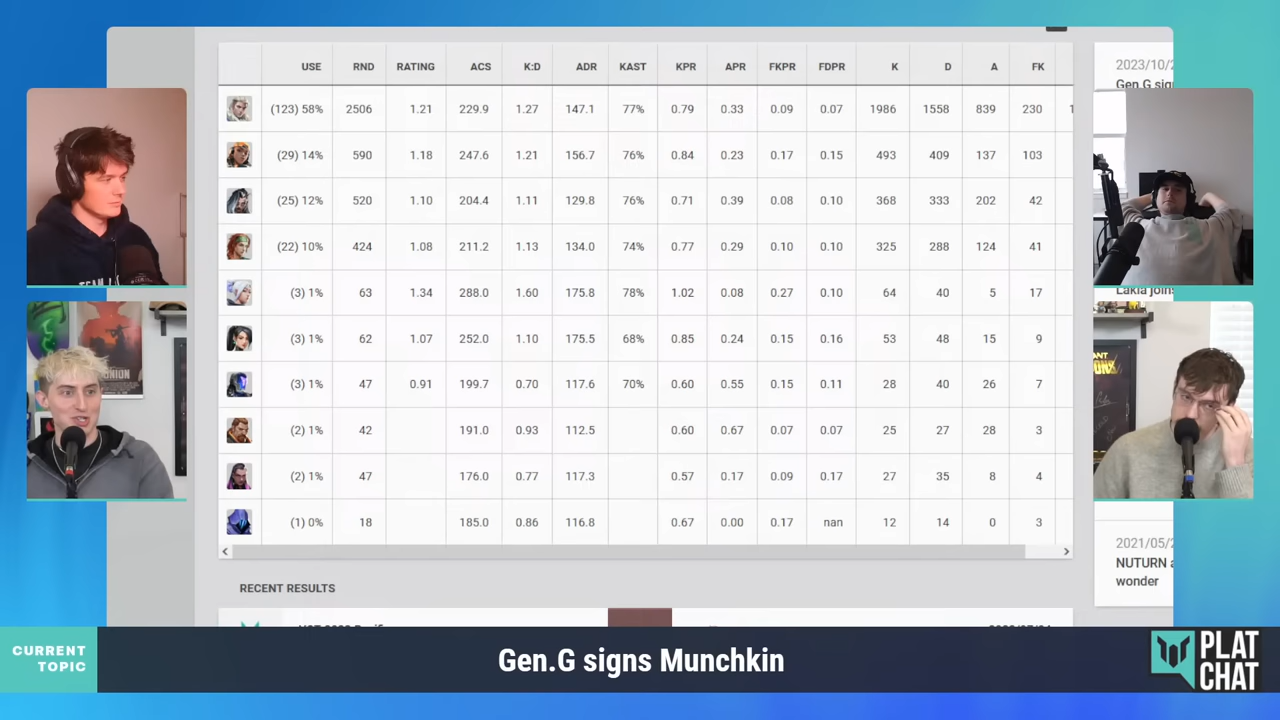 USE RND RATING ACS K:D ADR KAST KPR APR FKPR FDPR K D A FK
(123) 58% 2506 1.21 229.9 1.27 147.1 77% 0.79 0.33 0.09 0.07 1986 1558 839 230
(29) 14% 590 1.18 247.6 1.21 156.7 76% 0.84 0.23 0.17 0.15 493 409 137 103
(25) 12% 520 1.10 204.4 1.11 129.8 76% 0.71 0.39 0.08 0.10 368 333 202 42
(22) 10% 424 1.08 211.2 1.13 134.0 74% 0.77 0.29 0.10 0.10 325 288 124 41
(3) 1% 63 1.34 288.0 1.60 175.8 78% 1.02 0.08 0.27 0.10 64 40 5 17
(3) 1% 62 1.07 252.0 1.10 175.5 68% 0.85 0.24 0.15 0.16 53 48 15 9
(3) 1% 47 0.91 199.7 0.70 117.6 70% 0.60 0.55 0.15 0.11 28 40 26 7
(2) 1% 42 191.0 0.93 112.5 0.60 0.67 0.07 0.07 25 27 28 3
(2) 1% 47 176.0 0.77 117.3 0.57 0.17 0.09 0.17 27 35 8 4
(1) 0% 18 185.0 0.86 116.8 0.67 0.00 0.17 nan 12 14 0 3
RECENT RESULTS
2023/10/2
Gen.G sig
Lakia joins
2021/05/2
NUTURN a
wonder
CURRENT
TOPIC
Gen.G signs Munchkin
PLAT
CHAT